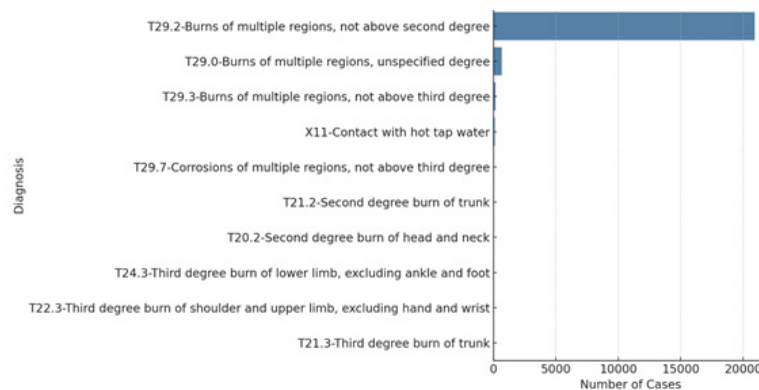 T29.2-Burns of multiple regions, not above second degree
T29.0-Burns of multiple regions, unspecified degree
T29.3-Burns of multiple regions, not above third degree
X11-Contact with hot tap water
T29.7-Corrosions of multiple regions, not above third degree
Diagnosis
T21.2-Second degree burn of trunk
T20.2-Second degree burn of head and neck
T24.3-Third degree burn of lower limb, excluding ankle and foot
T22.3-Third degree burn of shoulder and upper limb, excluding hand and wrist
T21.3-Third degree burn of trunk
0 5000 10000 15000 20000
Number of Cases